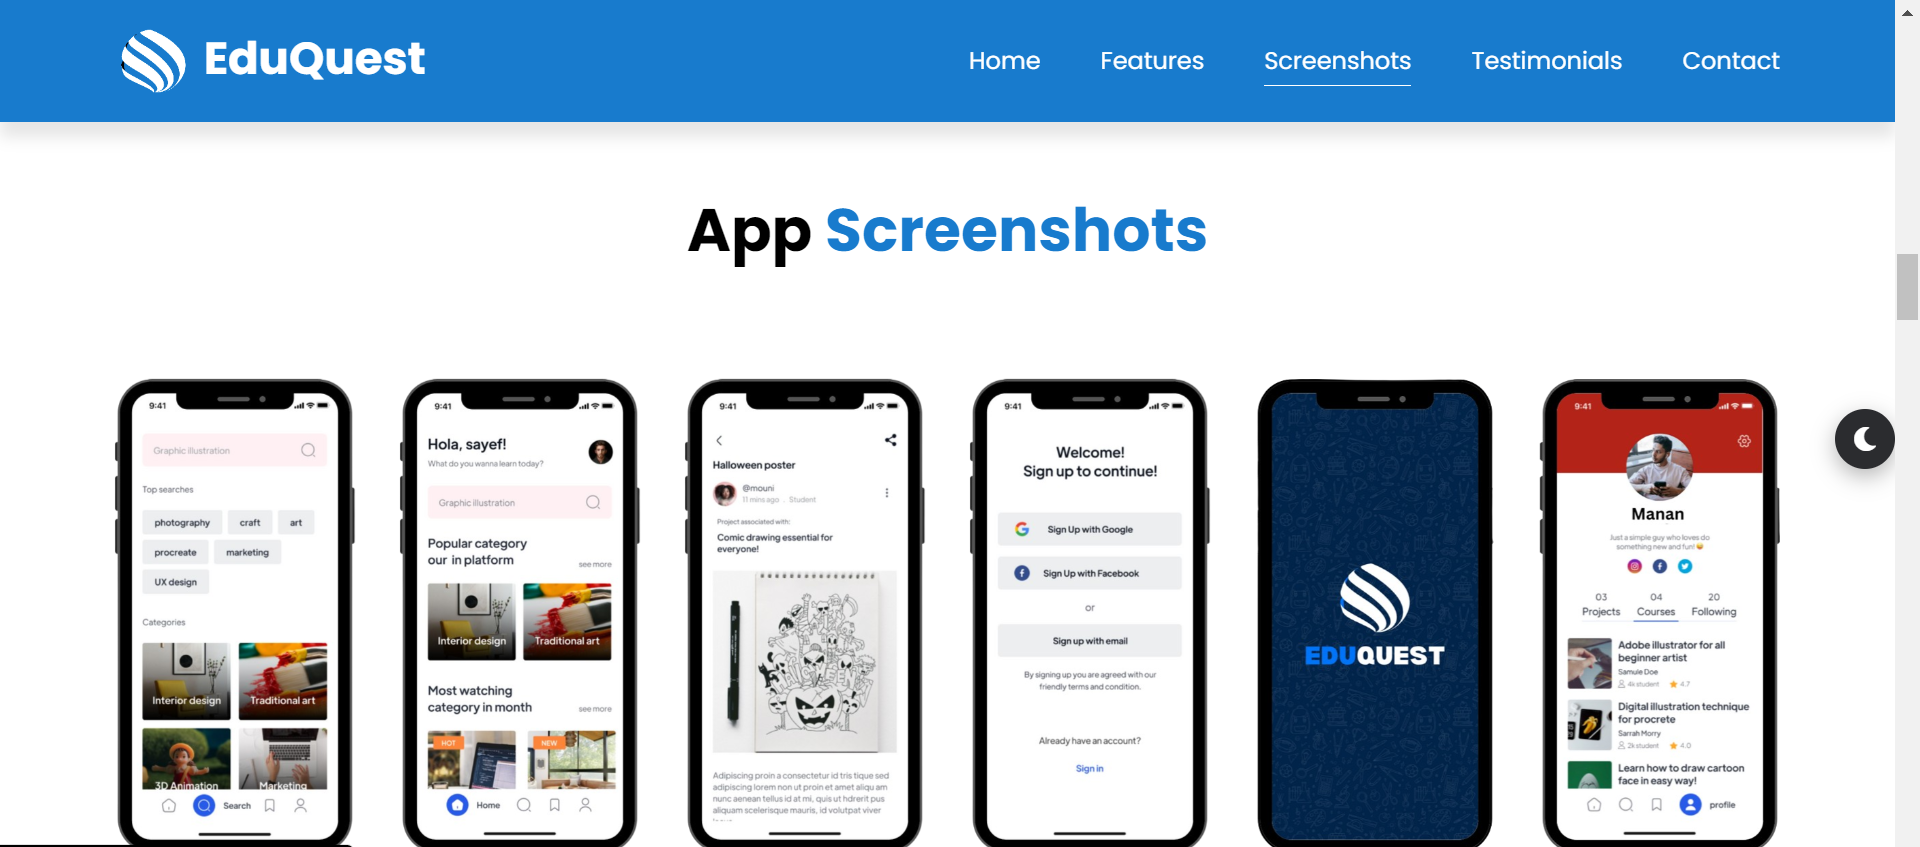 EduQuest
Home
Features
Screenshots
Testimonials
Contact
App Screenshots
9:41
Graphic illustration
Top searches
photography
craft
art
procreate
marketing
UX design
Categories
Interior design
Traditional art
3D Animation
Marketing
Search
9:41
Hola, sayef!
What do you wanna learn today?
Graphic illustration
Popular category
our in platform
see more
Interior design
Traditional art
Most watching
category in month
see more
HOT
NEW
Home
9:41
Halloween poster
@mouni
11 mins ago . Student
Project associated with:
Comic drawing essential for
everyone!
Adipiscing proin a consectetur id tris tique sed
adipiscing lorem non ut proin et amet aliqu am
nunc aenean tellus id at mi, quis ut hdrerit pus
aliquam scelerisque mauris, id volutpat viver
9:41
Welcome!
Sign up to continue!
Sign Up with Google
Sign Up with Facebook
or
Sign up with email
By signing up you are agreed with our
friendly terms and condition.
Already have an account?
Sign in
EDUQUEST
9:41
Manan
Just a simple guy who loves do
something new and fun! 😄
03
Projects
04
Courses
20
Following
Adobe illustrator for all
beginner artist
Samule Doe
4k student
4.7
Digital illustration technique
for procrete
Sarrah Morry
2k student
4.0
Learn how to draw cartoon
face in easy way!
profile